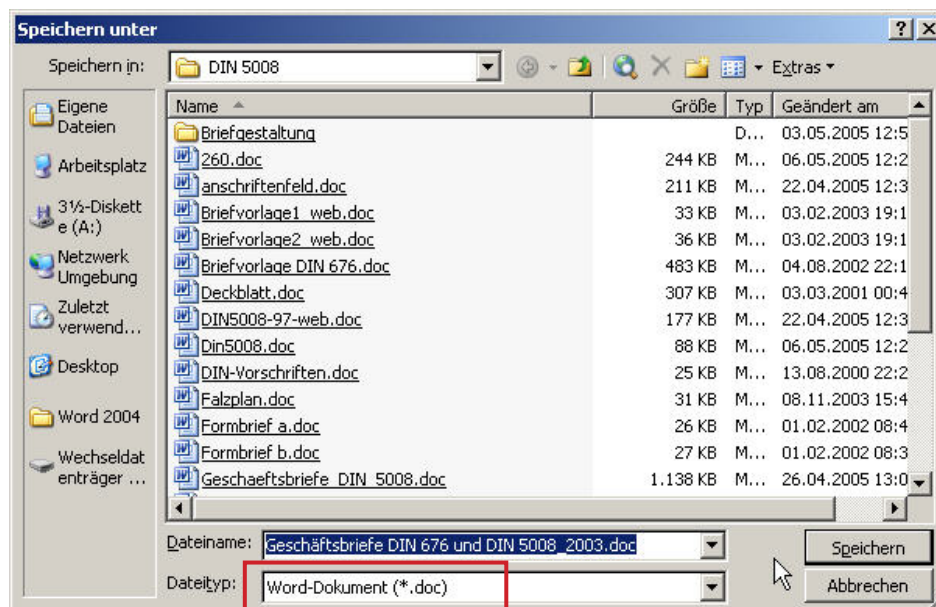 Speichern unter
Speichern in: DIN 5008 Extras
Eigene Dateien
Arbeitsplatz
3½-Diskett
e (A:)
Netzwerk
Umgebung
Zuletzt
verwend...
Desktop
Word 2004
Wechseldat
enträger ...
Name Größe Typ Geändert am
Briefgestaltung D... 03.05.2005 12:5
260.doc 244 KB M... 06.05.2005 12:2
anschriftenfeld.doc 211 KB M... 22.04.2005 12:3
Briefvorlage1_web.doc 33 KB M... 03.02.2003 19:1
Briefvorlage2_web.doc 36 KB M... 03.02.2003 19:1
Briefvorlage DIN 676.doc 483 KB M... 04.08.2002 22:1
Deckblatt.doc 307 KB M... 03.03.2001 00:4
DIN5008-97-web.doc 177 KB M... 22.04.2005 12:3
Din5008.doc 88 KB M... 06.05.2005 12:2
DIN-Vorschriften.doc 25 KB M... 13.08.2000 22:2
Falzplan.doc 31 KB M... 08.11.2003 15:4
Formbrief a.doc 26 KB M... 01.02.2002 08:4
Formbrief b.doc 27 KB M... 01.02.2002 08:3
Geschaeftsbriefe_DIN_5008.doc 1.138 KB M... 26.04.2005 13:0
Dateiname: Geschäftsbriefe DIN 676 und DIN 5008_2003.doc Speichern
Dateityp: Word-Dokument (*.doc) Abbrechen